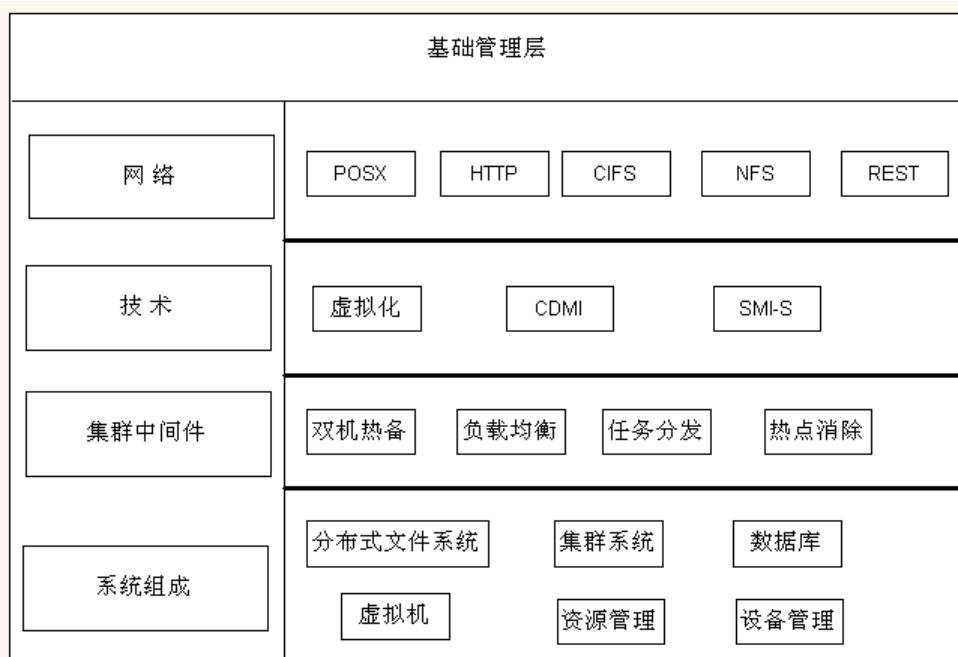 基础管理层
网络
POSX
HTTP
CIFS
NFS
REST
技术
虚拟化
CDMI
SMI-S
集群中间件
双机热备
负载均衡
任务分发
热点消除
系统组成
分布式文件系统
集群系统
数据库
虚拟机
资源管理
设备管理